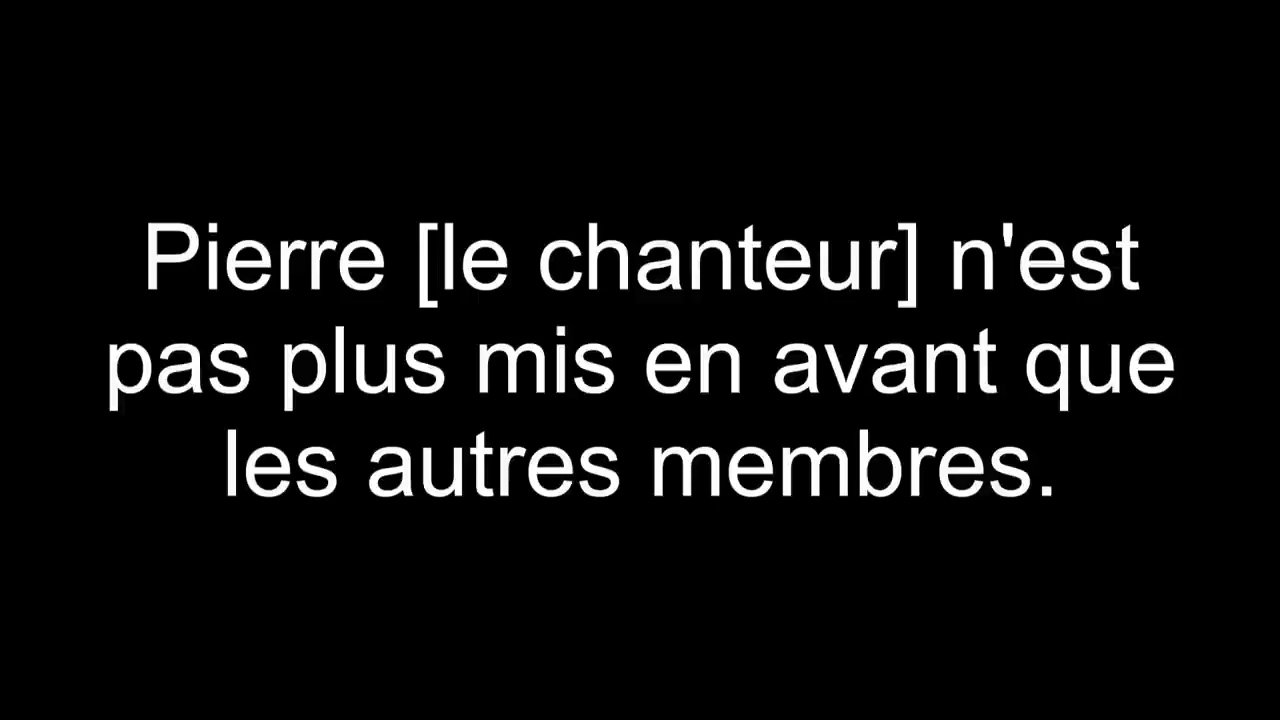 Pierre [le chanteur] n'est
pas plus mis en avant que
les autres membres.